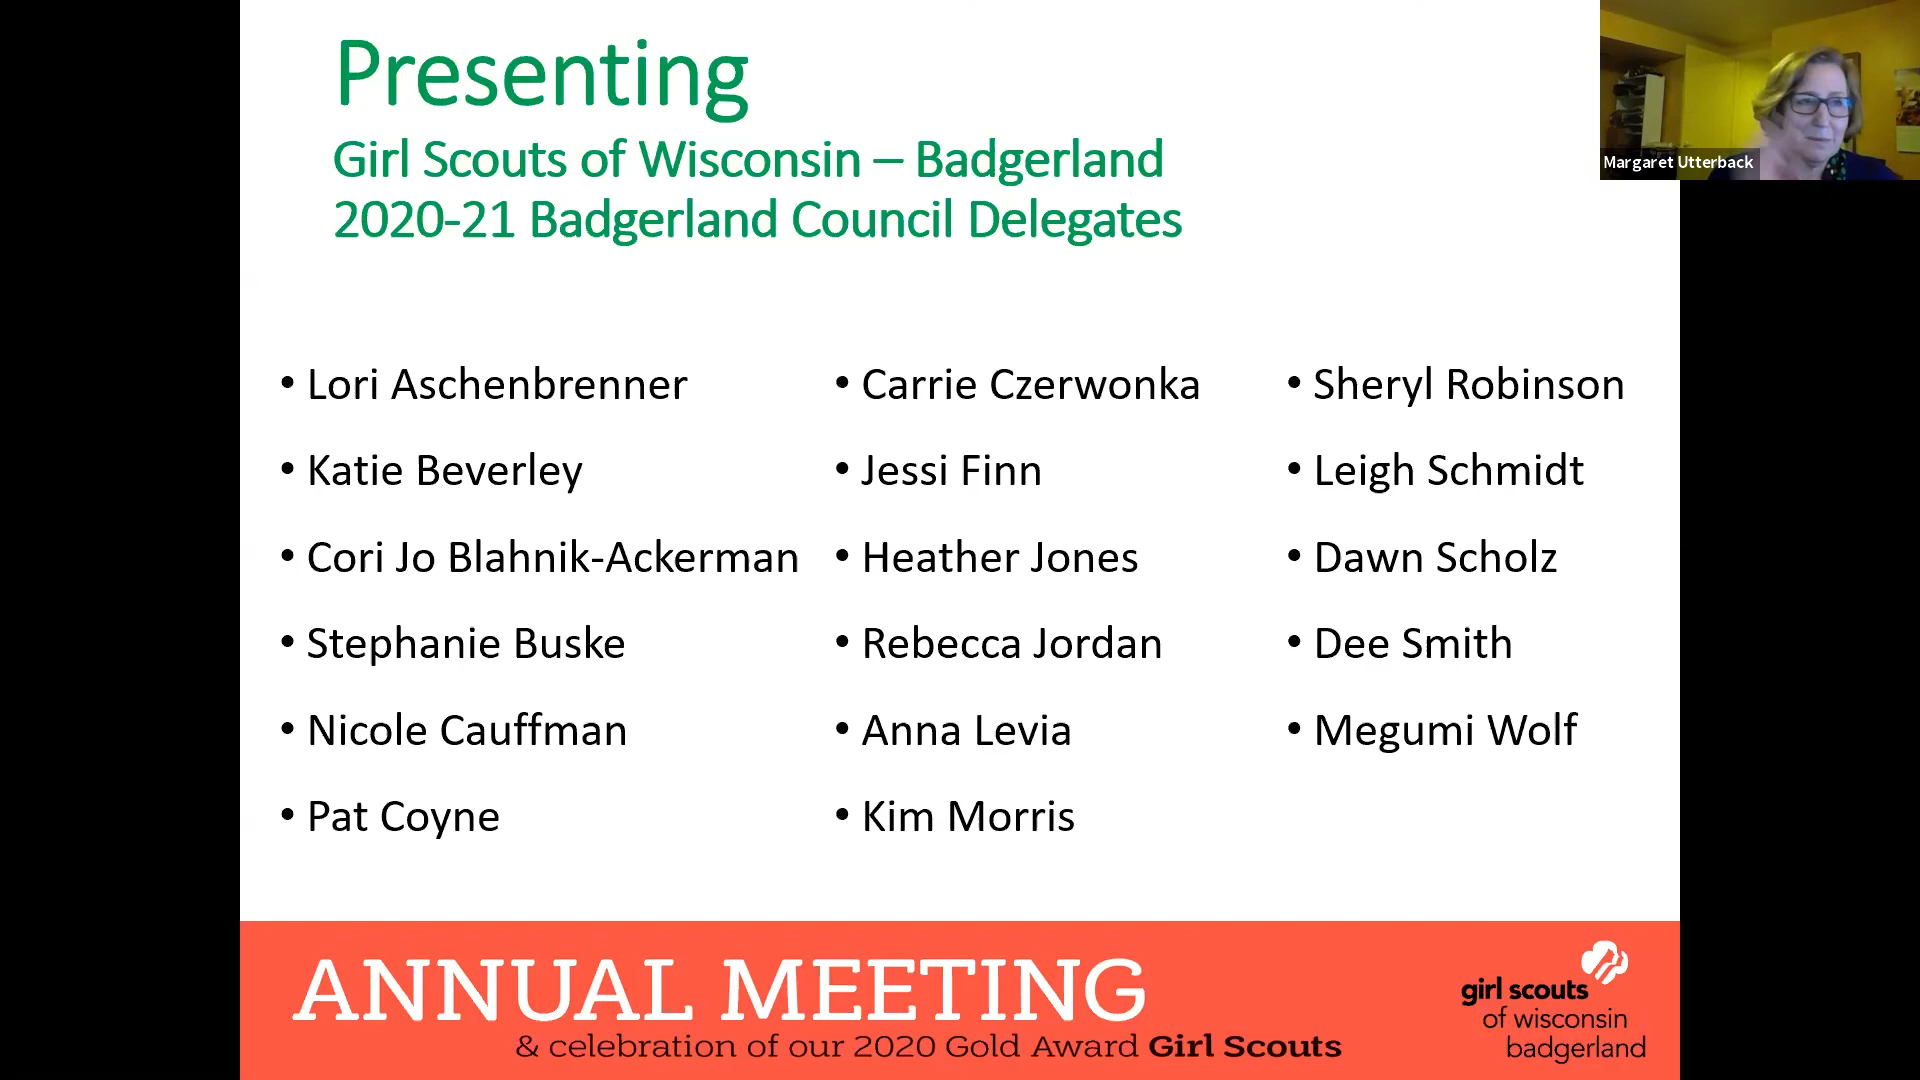 Presenting
Girl Scouts of Wisconsin – Badgerland
2020-21 Badgerland Council Delegates
Margaret Utterback
• Lori Aschenbrenner
• Katie Beverley
• Cori Jo Blahnik-Ackerman
• Stephanie Buske
• Nicole Cauffman
• Pat Coyne
• Carrie Czerwonka
• Jessi Finn
• Heather Jones
• Rebecca Jordan
• Anna Levia
• Kim Morris
• Sheryl Robinson
• Leigh Schmidt
• Dawn Scholz
• Dee Smith
• Megumi Wolf
ANNUAL MEETING
& celebration of our 2020 Gold Award Girl Scouts
girl scouts
of wisconsin
badgerland